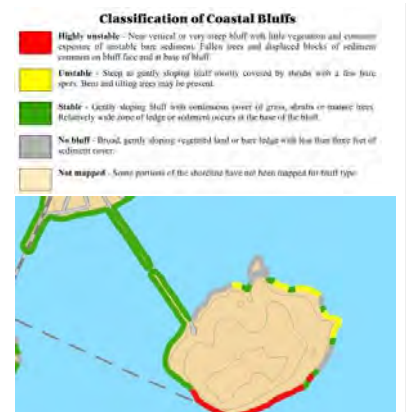 Classification of Coastal Bluffs
Highly unstable - Near vertical or very steep bluff with little vegetation and common
exposure of unstable bare sediment. Fallen trees and displaced blocks of sediment
common on bluff face and at base of bluff.
Unstable - Steep to gently sloping bluff mostly covered by shrubs with a few bare
spots. Bent and tilting trees may be present.
Stable - Gently sloping bluff with continuous cover of grass, shrubs or mature trees.
Relatively wide zone of ledge or sediment occurs at the base of the bluff.
No bluff - Broad, gently sloping vegetated land or bare ledge with less than three feet of
sediment cover.
Not mapped - Some portions of the shoreline have not been mapped for bluff type.